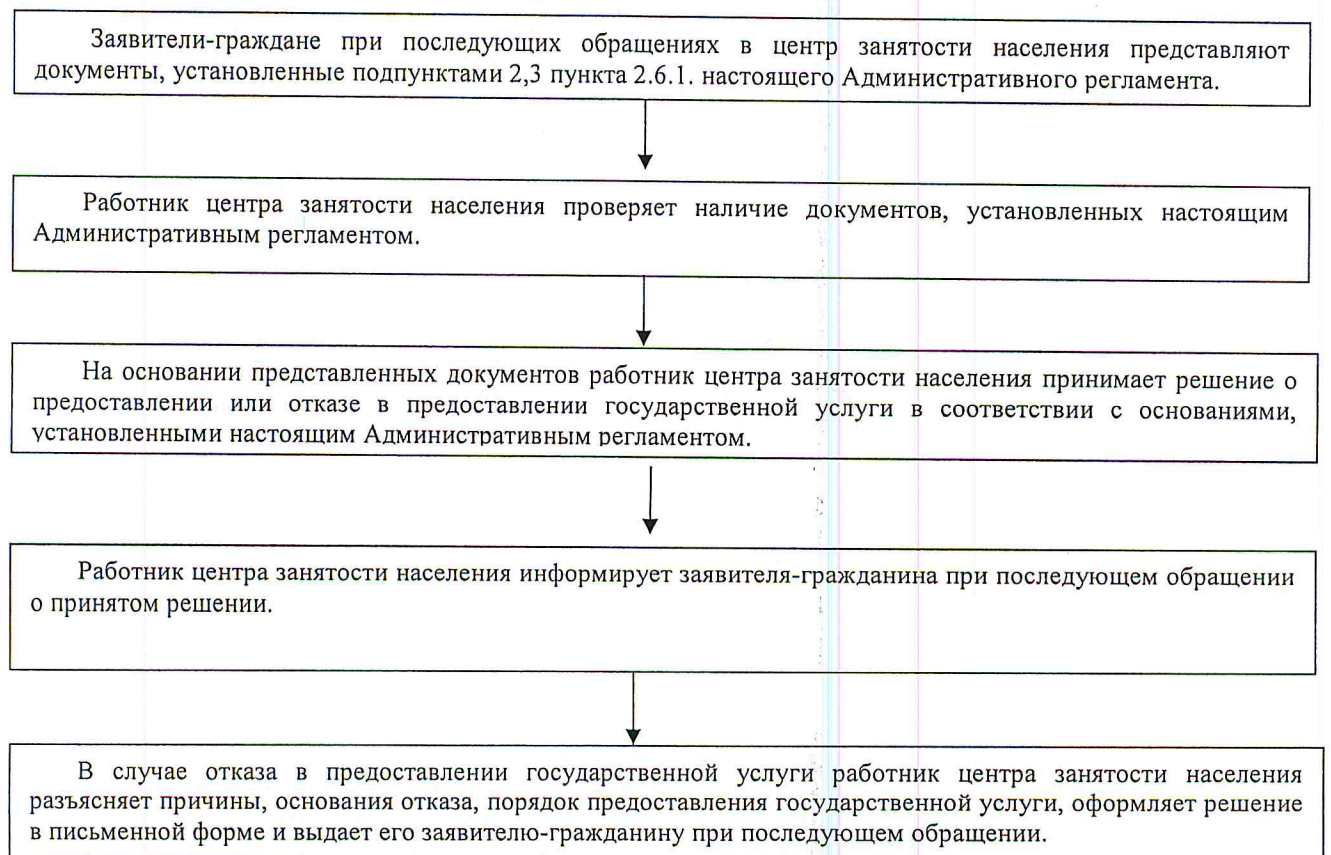 Заявители-граждане при последующих обращениях в центр занятости населения представляют
документы, установленные подпунктами 2,3 пункта 2.6.1. настоящего Административного регламента.
Работник центра занятости населения проверяет наличие документов, установленных настоящим
Административным регламентом.
На основании представленных документов работник центра занятости населения принимает решение о
предоставлении или отказе в предоставлении государственной услуги в соответствии с основаниями,
установленными настоящим Административным регламентом.
Работник центра занятости населения информирует заявителя-гражданина при последующем обращении
о принятом решении.
В случае отказа в предоставлении государственной услуги работник центра занятости населения
разъясняет причины, основания отказа, порядок предоставления государственной услуги, оформляет решение
в письменной форме и выдает его заявителю-гражданину при последующем обращении.